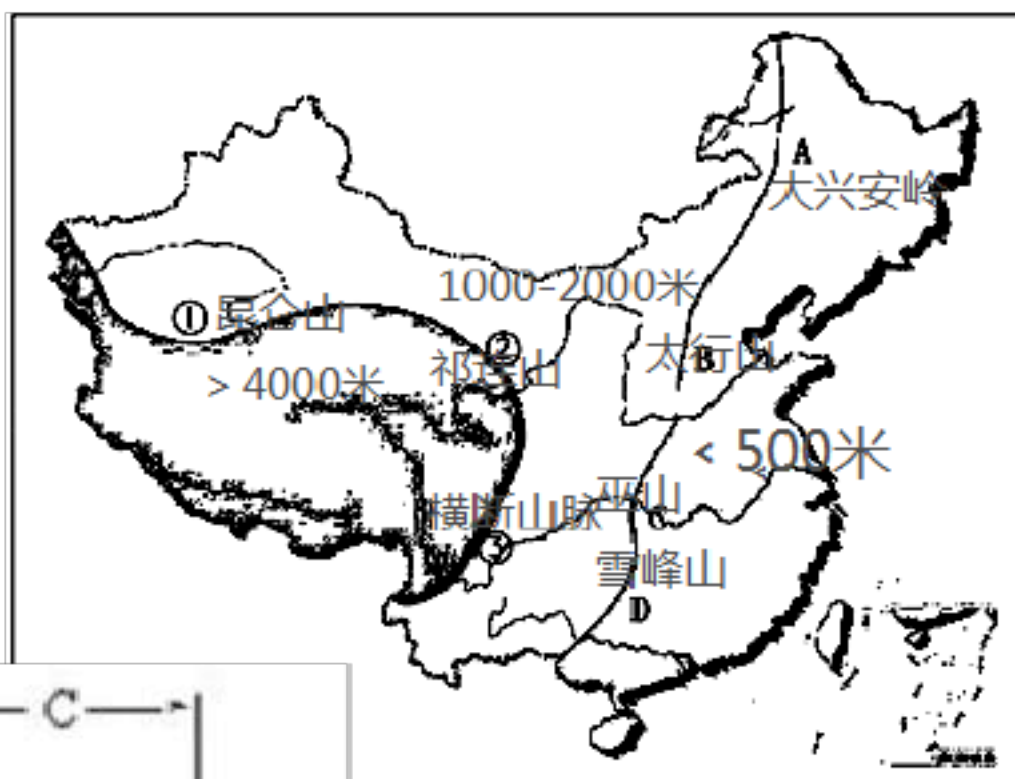 A
大兴安岭
1000-2000米
① 昆仑山
②
太行山
B
祁连山
＞4000米
< 500米
巫山
C
横断山脉
③
雪峰山
D
C